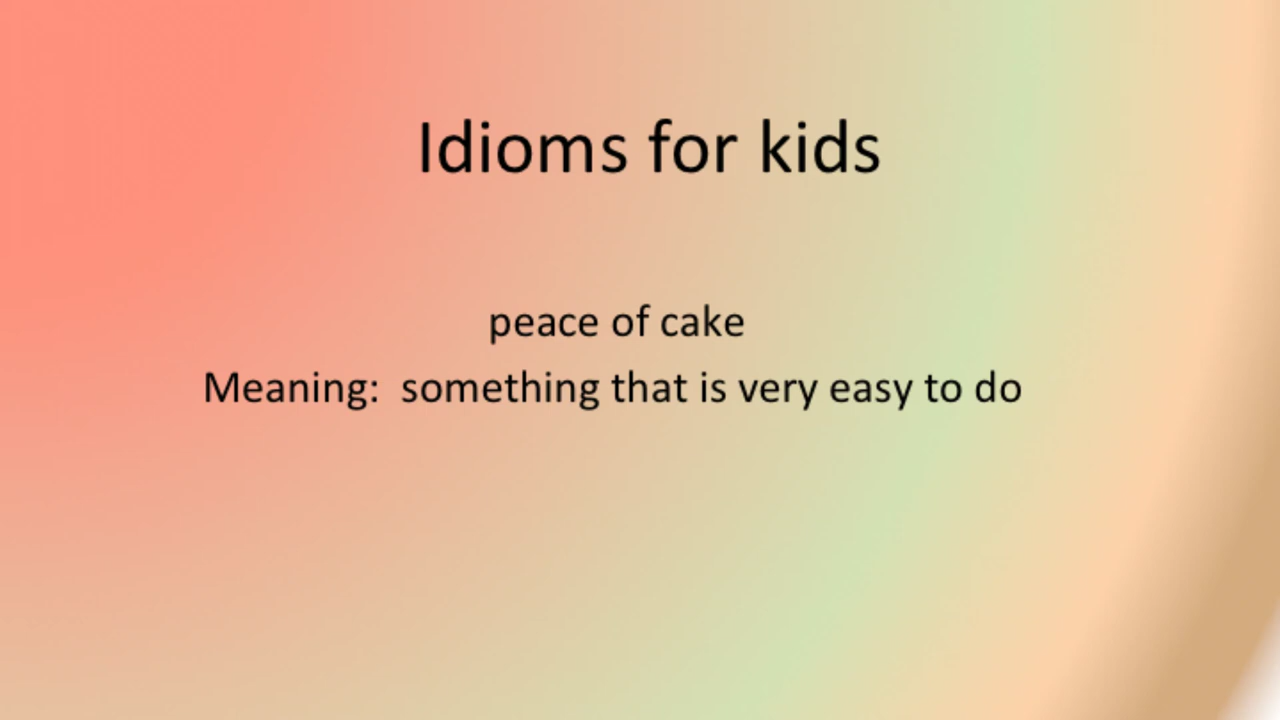 Idioms for kids
peace of cake
Meaning:  something that is very easy to do